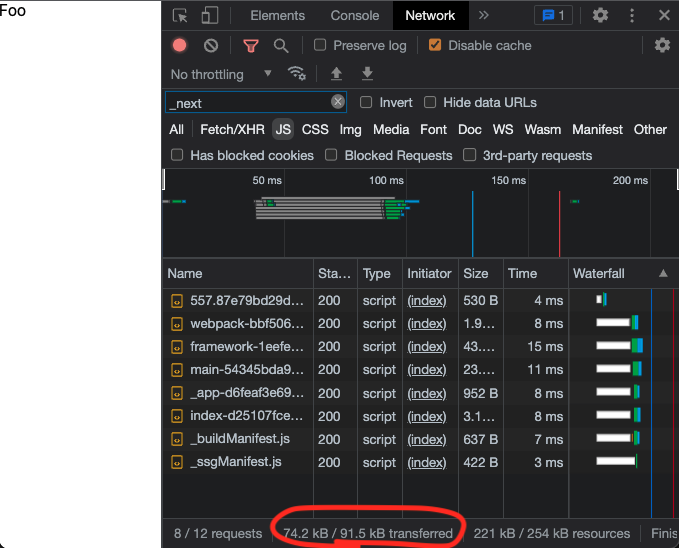 Foo
Elements Console Network 1
Preserve log Disable cache
No throttling
_next Invert Hide data URLs
All Fetch/XHR JS CSS Img Media Font Doc WS Wasm Manifest Other
Has blocked cookies Blocked Requests 3rd-party requests
50 ms 100 ms 150 ms 200 ms
Name Sta... Type Initiator Size Time Waterfall
557.87e79bd29d... 200 script (index) 530 B 4 ms
webpack-bbf506... 200 script (index) 1.9... 8 ms
framework-1eefe... 200 script (index) 43.... 15 ms
main-54345bda9... 200 script (index) 23.... 11 ms
_app-d6feaf3e69... 200 script (index) 952 B 8 ms
index-d25107fce... 200 script (index) 3.1... 8 ms
_buildManifest.js 200 script (index) 637 B 7 ms
_ssgManifest.js 200 script (index) 422 B 3 ms
8 / 12 requests 74.2 kB / 91.5 kB transferred 221 kB / 254 kB resources Finis